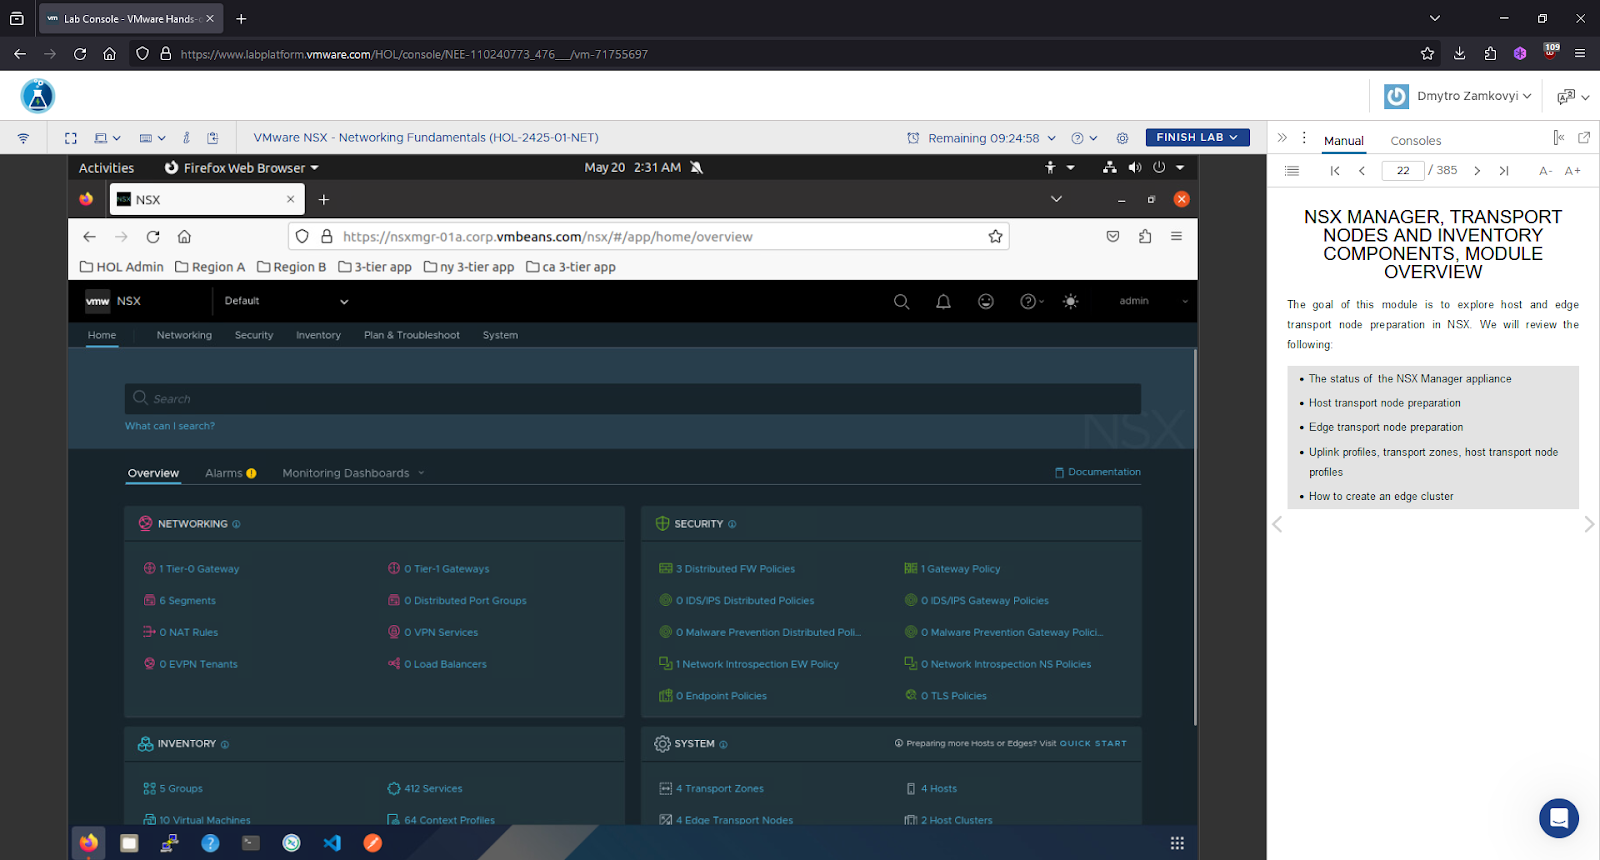 vm Lab Console - VMware Hands-o
https://www.labplatform.vmware.com/HOL/console/NEE-110240773_476___/vm-71755697
109
Dmytro Zamkovyi
VMware NSX - Networking Fundamentals (HOL-2425-01-NET)
Remaining 09:24:58
FINISH LAB
Manual
Consoles
22 / 385
A- A+
Activities
Firefox Web Browser
May 20 2:31 AM
NSX
https://nsxmgr-01a.corp.vmbeans.com/nsx/#/app/home/overview
HOL Admin
Region A
Region B
3-tier app
ny 3-tier app
ca 3-tier app
vmw NSX
Default
admin
Home
Networking
Security
Inventory
Plan & Troubleshoot
System
Search
What can I search?
NSX
Overview
Alarms
Monitoring Dashboards
Documentation
NETWORKING
1 Tier-0 Gateway
0 Tier-1 Gateways
6 Segments
0 Distributed Port Groups
0 NAT Rules
0 VPN Services
0 EVPN Tenants
0 Load Balancers
SECURITY
3 Distributed FW Policies
1 Gateway Policy
0 IDS/IPS Distributed Policies
0 IDS/IPS Gateway Policies
0 Malware Prevention Distributed Poli...
0 Malware Prevention Gateway Polici...
1 Network Introspection EW Policy
0 Network Introspection NS Policies
0 Endpoint Policies
0 TLS Policies
INVENTORY
5 Groups
412 Services
10 Virtual Machines
64 Context Profiles
SYSTEM
Preparing more Hosts or Edges? Visit QUICK START
4 Transport Zones
4 Hosts
4 Edge Transport Nodes
2 Host Clusters
NSX MANAGER, TRANSPORT
NODES AND INVENTORY
COMPONENTS, MODULE
OVERVIEW
The goal of this module is to explore host and edge
transport node preparation in NSX. We will review the
following:
• The status of the NSX Manager appliance
• Host transport node preparation
• Edge transport node preparation
• Uplink profiles, transport zones, host transport node
profiles
• How to create an edge cluster